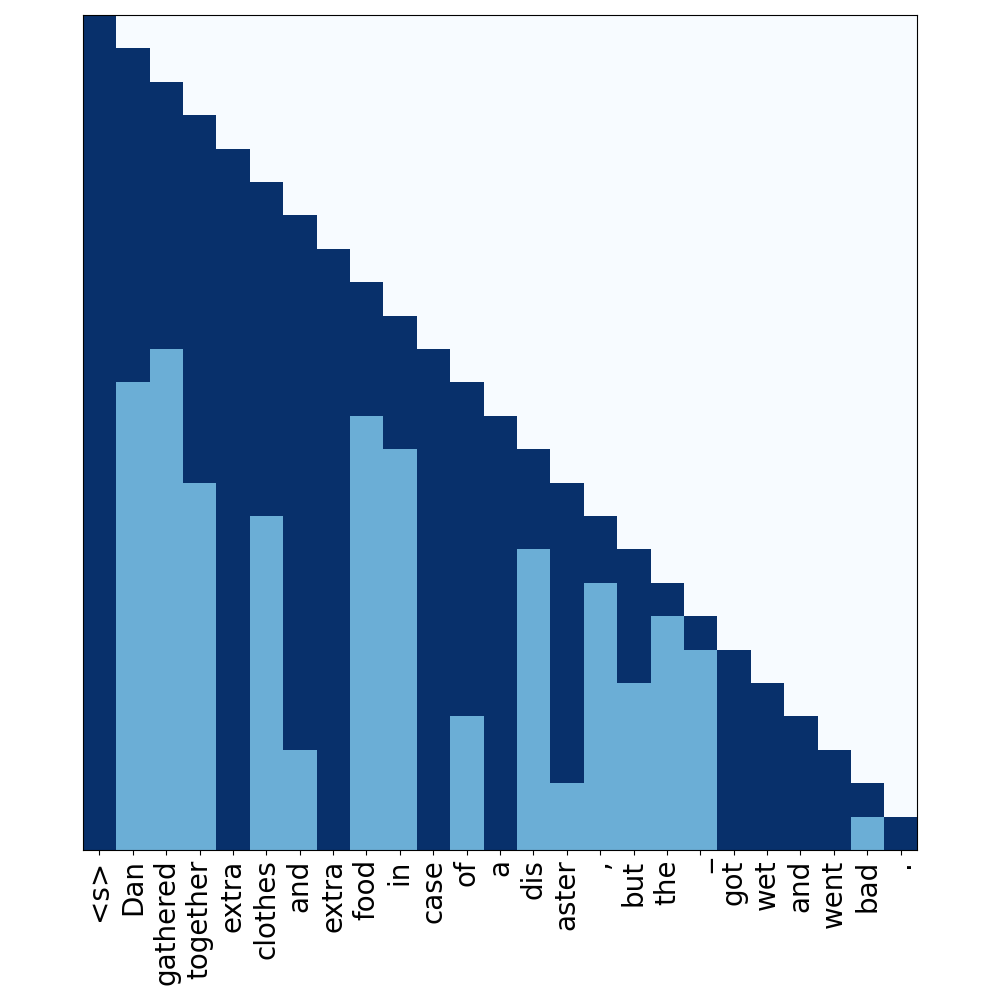 <s> Dan gathered together extra clothes and extra food in case of a dis aster , but the _ got wet and went bad .